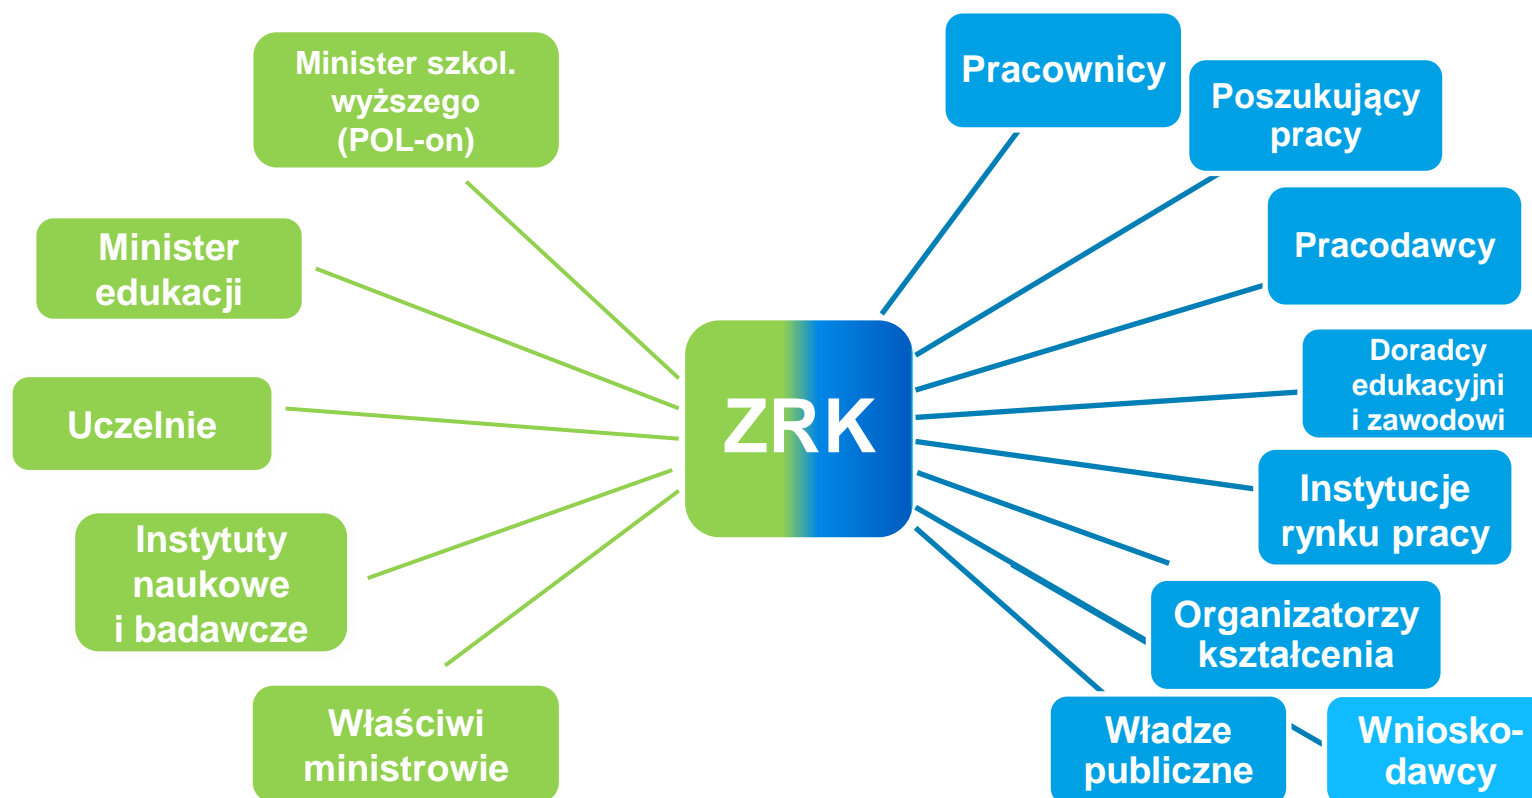 Minister szkol.
wyższego
(POL-on)
Minister
edukacji
Uczelnie
Instytuty
naukowe
i badawcze
Właściwi
ministrowie
ZRK
Pracownicy
Poszukujący
pracy
Pracodawcy
Doradcy
edukacyjni
i zawodowi
Instytucje
rynku pracy
Organizatorzy
kształcenia
Władze
publiczne
Wniosko-
dawcy